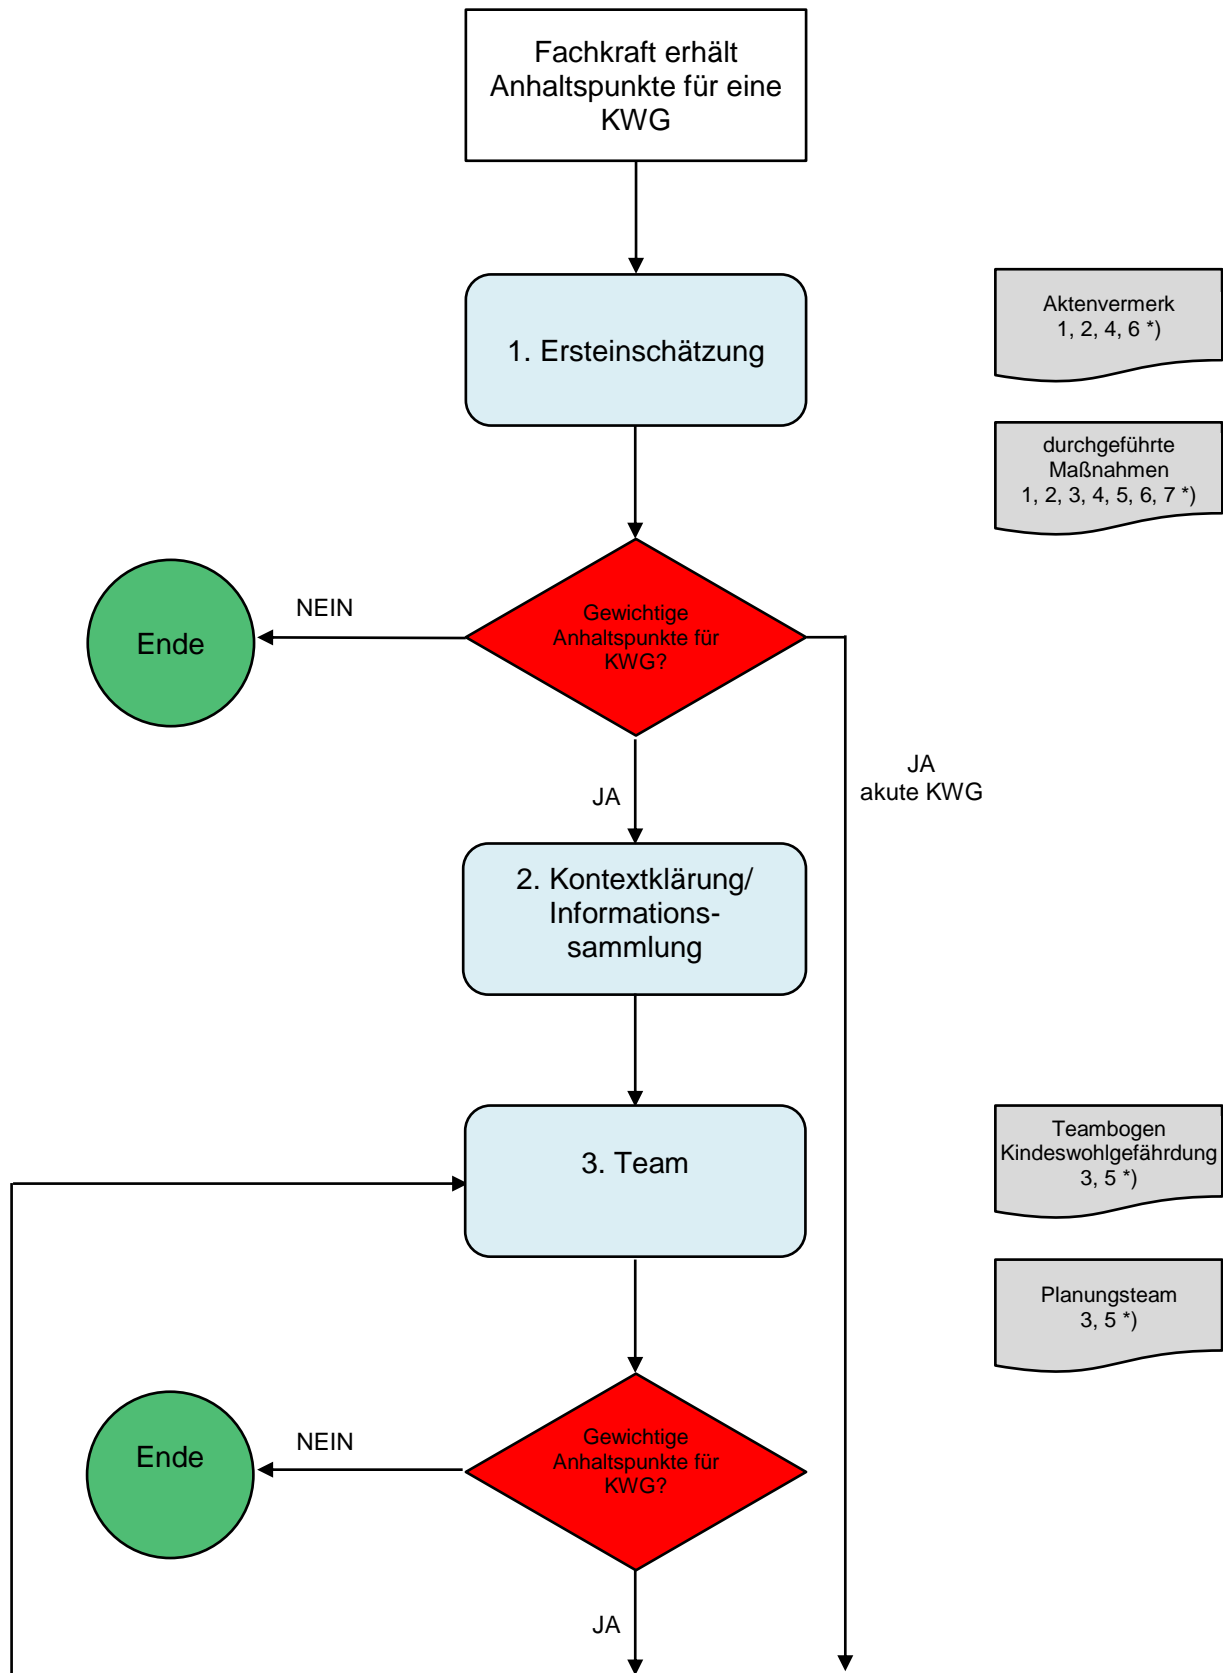 Fachkraft erhält
Anhaltspunkte für eine
KWG
1. Ersteinschätzung
Aktenvermerk
1, 2, 4, 6 *)
durchgeführte
Maßnahmen
1, 2, 3, 4, 5, 6, 7 *)
Ende
NEIN
Gewichtige
Anhaltspunkte für
KWG?
JA
akute KWG
JA
2. Kontextklärung/
Informations-
sammlung
3. Team
Teambogen
Kindeswohlgefährdung
3, 5 *)
Planungsteam
3, 5 *)
Ende
NEIN
Gewichtige
Anhaltspunkte für
KWG?
JA